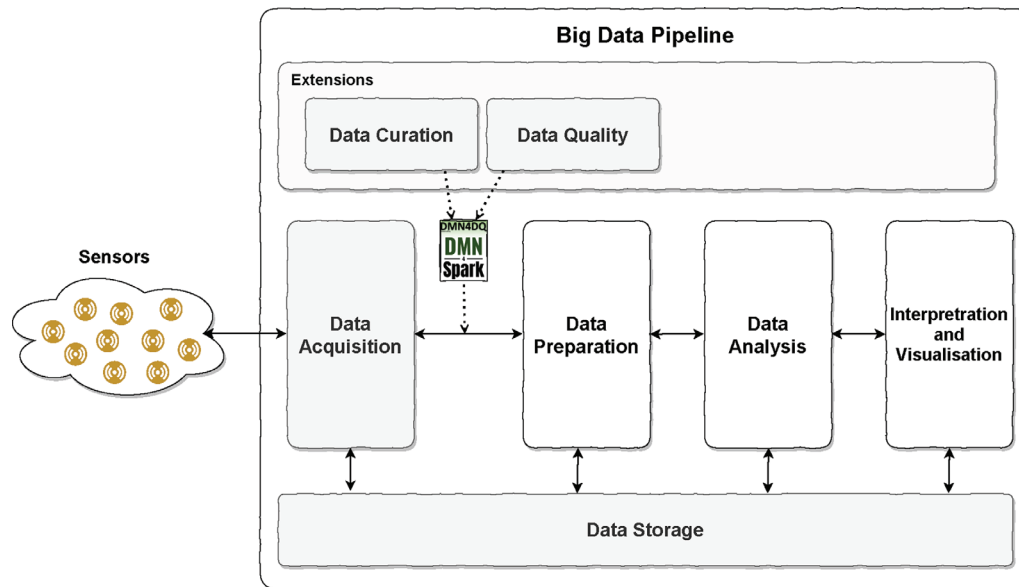 Big Data Pipeline
Extensions
Data Curation
Data Quality
DMN4DQ
DMN
4
Spark
Sensors
Data
Acquisition
Data
Preparation
Data
Analysis
Interpretration
and
Visualisation
Data Storage